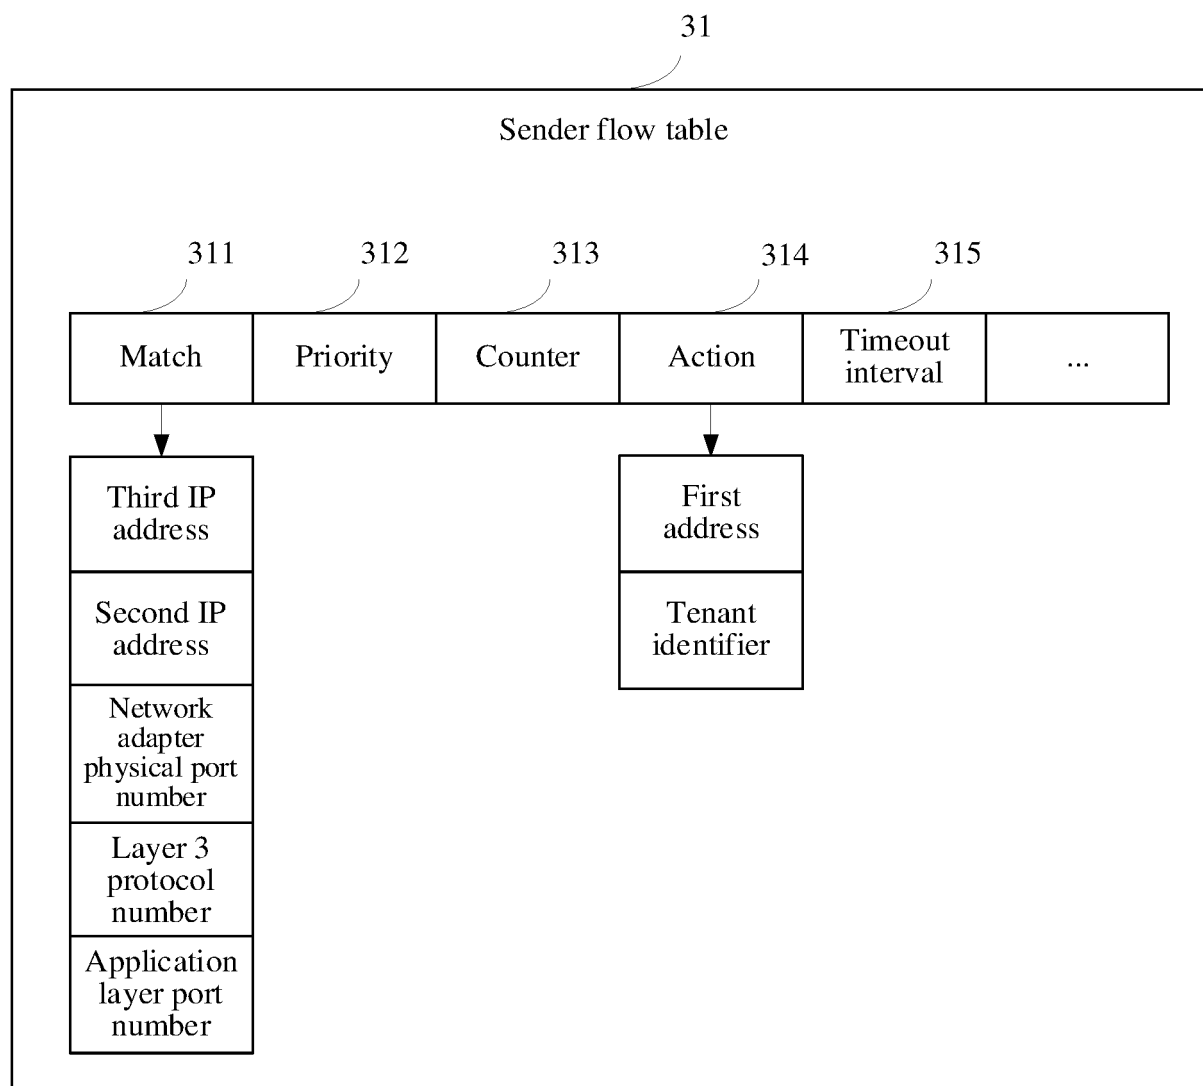 31
Sender flow table
311
312
313
314
315
Match
Priority
Counter
Action
Timeout
interval
...
Third IP
address
Second IP
address
Network
adapter
physical port
number
Layer 3
protocol
number
Application
layer port
number
First
address
Tenant
identifier